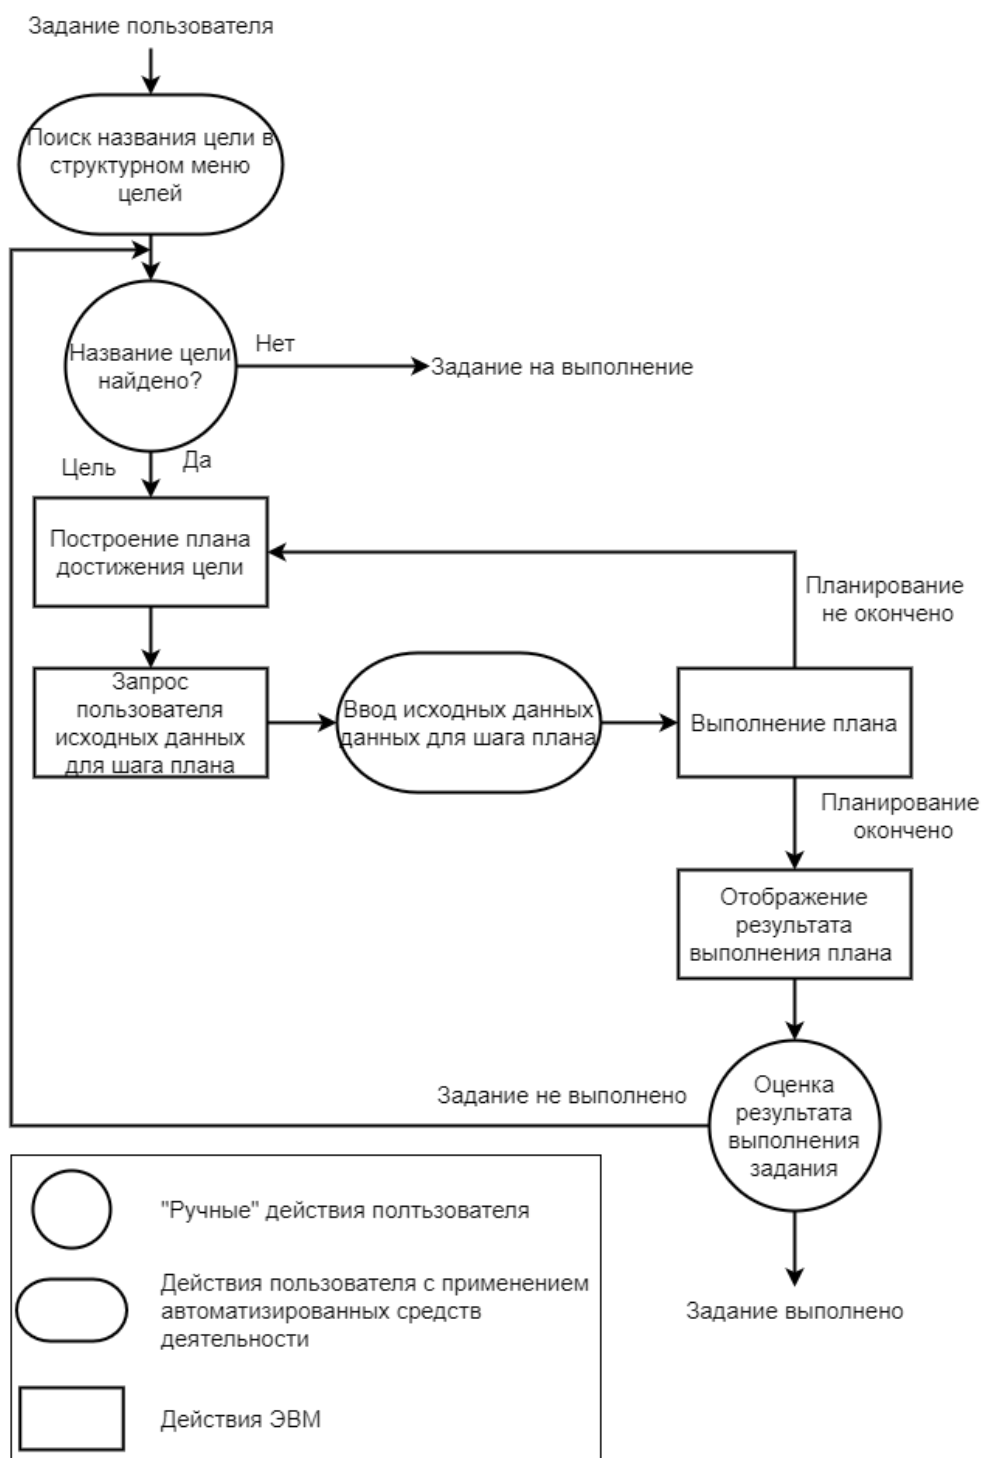 Задание пользователя
Поиск названия цели в
структурном меню
целей
Название цели
найдено?
Нет
Задание на выполнение
Цель
Да
Построение плана
достижения цели
Планирование
не окончено
Запрос
пользователя
исходных данных
для шага плана
Ввод исходных данных
данных для шага плана
Выполнение плана
Планирование
окончено
Отображение
результата
выполнения плана
Задание не выполнено
Оценка
результата
выполнения
задания
"Ручные" действия полтьзователя
Действия пользователя с применением
автоматизированных средств
деятельности
Задание выполнено
Действия ЭВМ